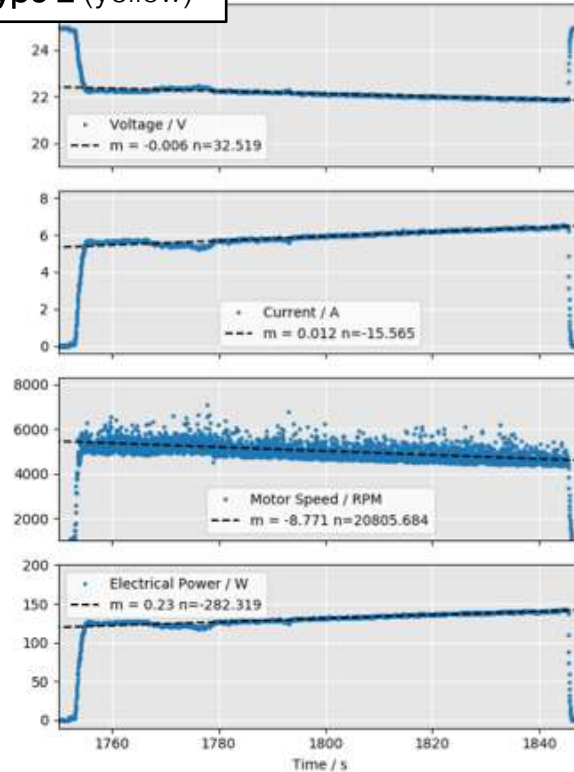 (yellow)
24
22
20
Voltage / V
m = -0.006 n=32.519
8
6
4
2
0
Current / A
m = 0.012 n=-15.565
8000
6000
4000
2000
Motor Speed / RPM
m = -8.771 n=20805.684
200
150
100
50
0
Electrical Power / W
m = 0.23 n=-282.319
1760 1780 1800 1820 1840
Time / s